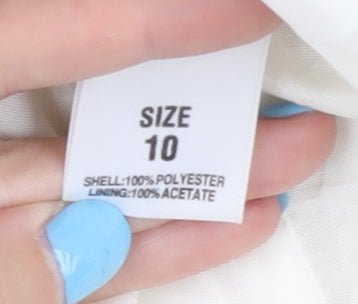 SIZE
10
SHELL:100% POLYESTER
LINING:100% ACETATE